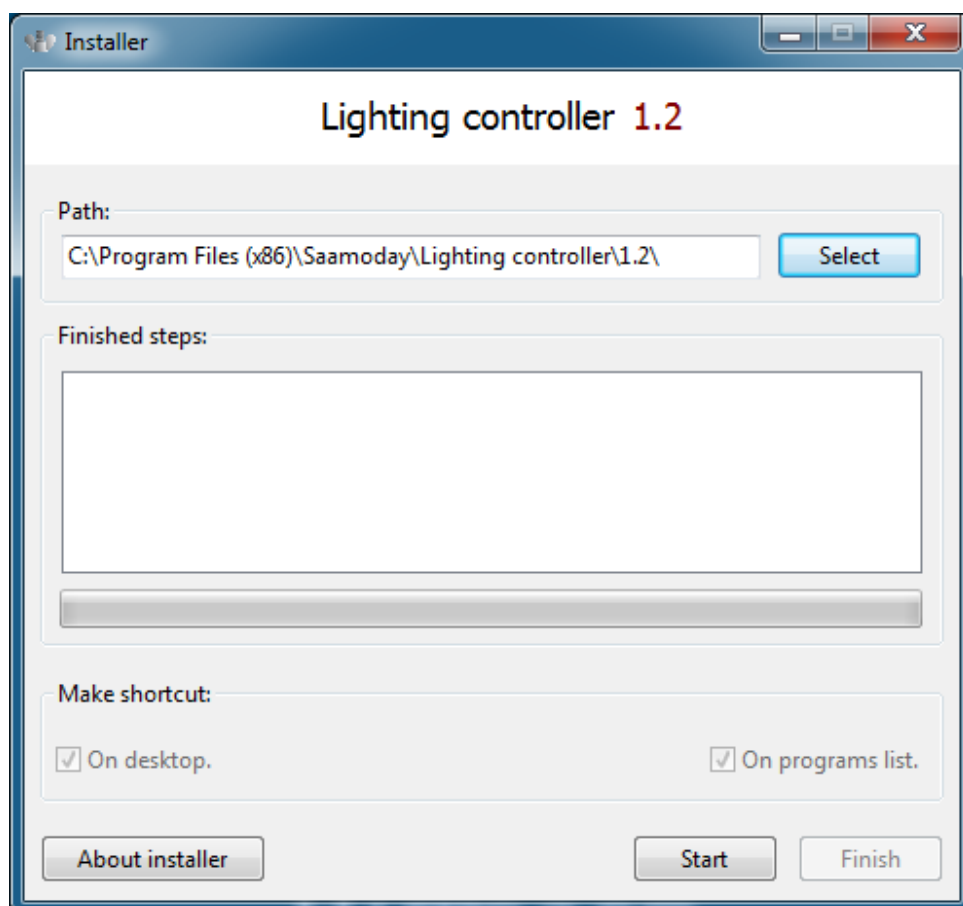 Installer
Lighting controller 1.2
Path:
C:\Program Files (x86)\Saamoday\Lighting controller\1.2\ Select
Finished steps:
Make shortcut:
On desktop. On programs list.
About installer Start Finish